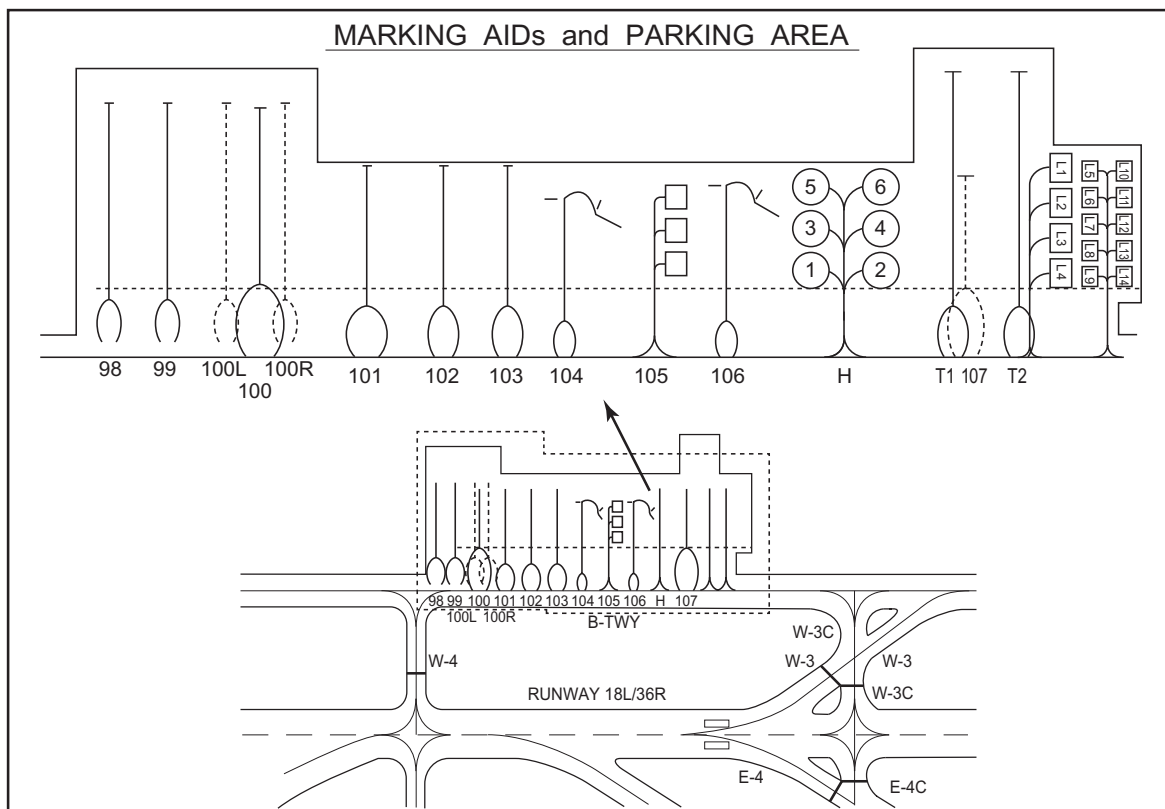 MARKING AIDs and PARKING AREA
5 6
3 4
1 2
L1
L2
L3
L4
L5 L10
L6 L11
L7 L12
L8 L13
L9 L14
98 99 100L 100R 101 102 103 104 105 106 H T1 107 T2
100
98 99 100 101 102 103 104 105 106 H 107
100L 100R
B-TWY
W-3C
W-4
W-3 W-3
RUNWAY 18L/36R
W-3C
E-4
E-4C